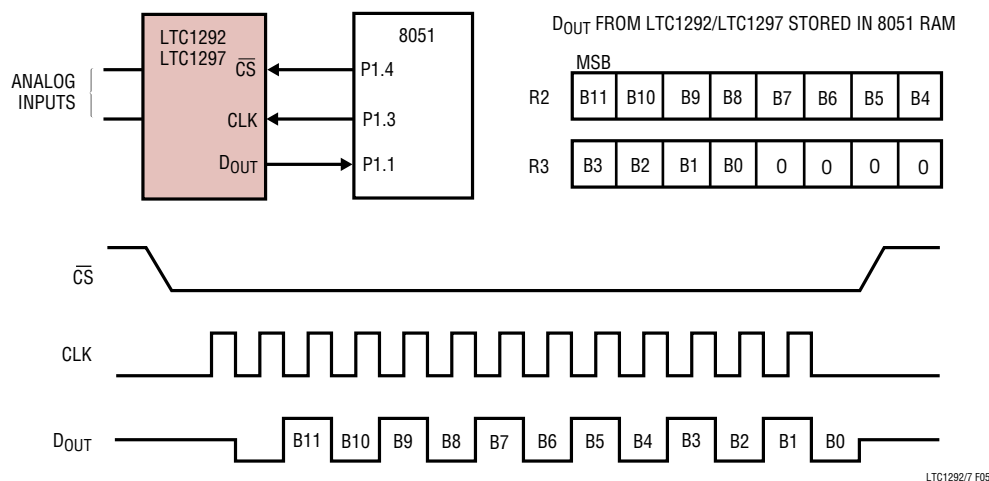 DOUT FROM LTC1292/LTC1297 STORED IN 8051 RAM
LTC1292
LTC1297
8051
ANALOG
INPUTS
CS
CLK
DOUT
P1.4
P1.3
P1.1
MSB
R2 B11 B10 B9 B8 B7 B6 B5 B4
R3 B3 B2 B1 B0 0 0 0 0
CS
CLK
DOUT B11 B10 B9 B8 B7 B6 B5 B4 B3 B2 B1 B0
LTC1292/7 F05